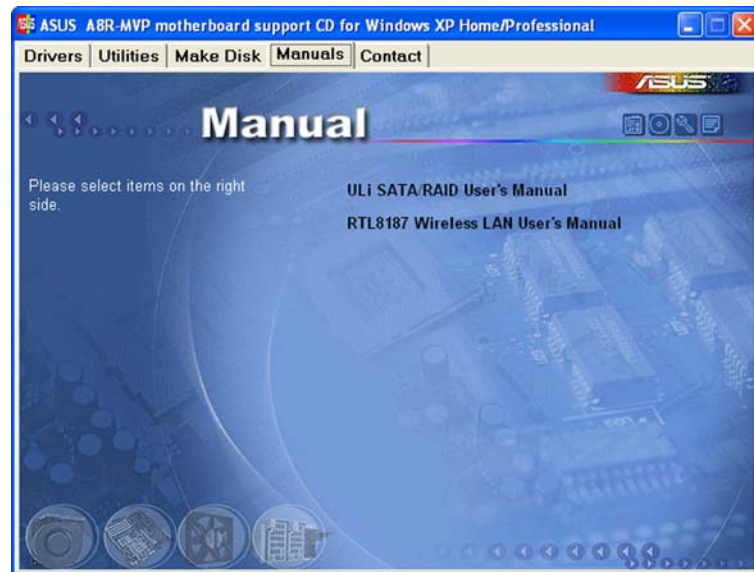 ASUS A8R-MVP motherboard support CD for Windows XP Home/Professional
Drivers Utilities Make Disk Manuals Contact
ASUS
Manual
Please select items on the right
side.
ULi SATA/RAID User's Manual
RTL8187 Wireless LAN User's Manual